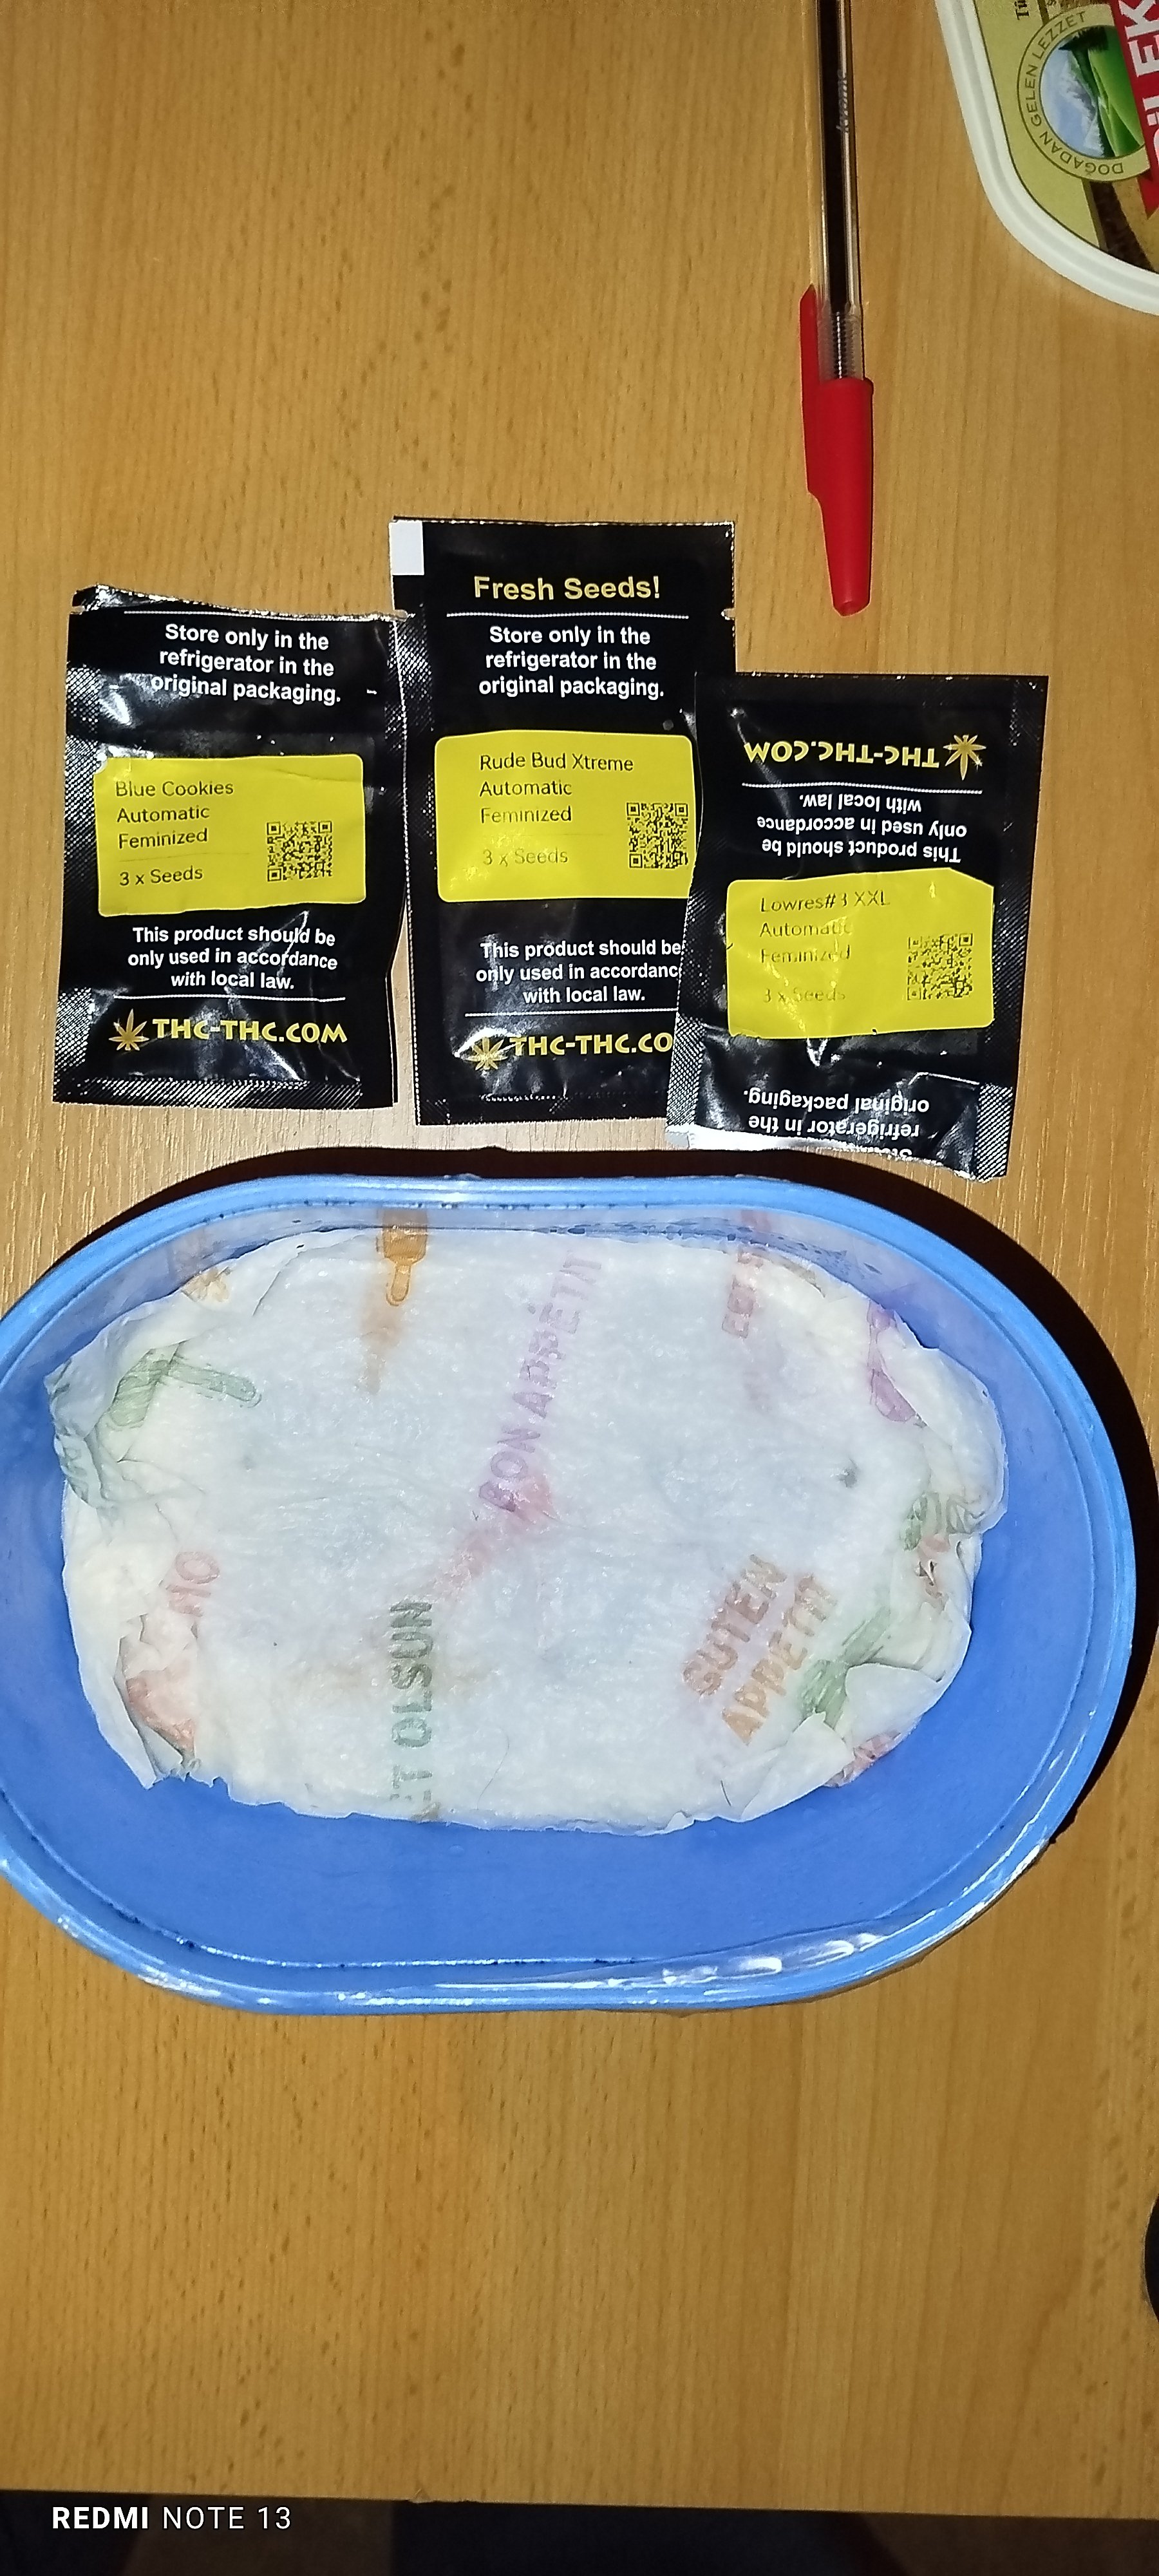 DOĞADAN GELEN LEZZET
Fresh Seeds!
Store only in the
refrigerator in the
original packaging.
Blue Cookies
Automatic
Feminized
3 x Seeds
This product should be
only used in accordance
with local law.
THC-THC.COM
Store only in the
refrigerator in the
original packaging.
Rude Bud Xtreme
Automatic
Feminized
3 x Seeds
This product should be
only used in accordanc
with local law.
THC-THC.CO
THC-THC.COM
This product should be
only used in accordance
with local law.
XXL
Automatic
Feminized
3 x Seeds
refrigerator in the
original packaging.
BON APPÉTIT
GUTEN
APPETIT
OLSUN
REDMI NOTE 13